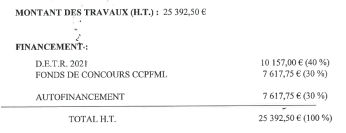 MONTANT DES TRAVAUX (H.T.) : 25 392,50 €
FINANCEMENT :
D.E.T.R. 2021 10 157,00 € (40 %)
FONDS DE CONCOURS CCPFML 7 617,75 € (30 %)
AUTOFINANCEMENT 7 617,75 € (30 %)
TOTAL H.T. 25 392,50 € (100 %)